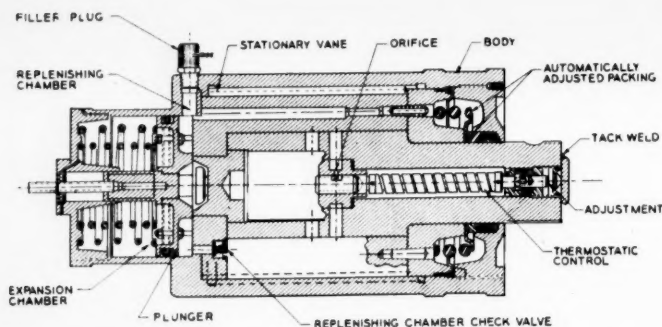 FILLER PLUG
STATIONARY VANE
ORIFICE
BODY
REPLENISHING
CHAMBER
AUTOMATICALLY
ADJUSTED PACKING
TACK WELD
ADJUSTMENT
THERMOSTATIC
CONTROL
EXPANSION
CHAMBER
PLUNGER
REPLENISHING CHAMBER CHECK VALVE